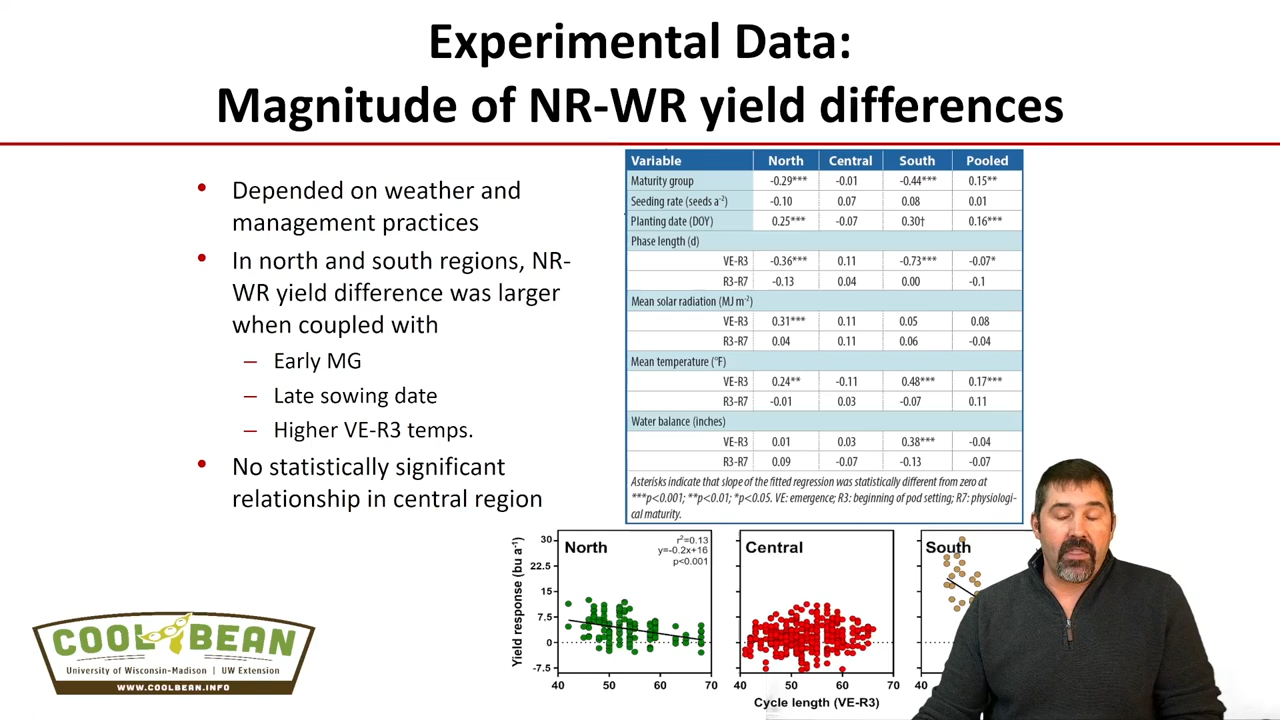 Experimental Data:
Magnitude of NR-WR yield differences
• Depended on weather and
management practices
• In north and south regions, NR-
WR yield difference was larger
when coupled with
– Early MG
– Late sowing date
– Higher VE-R3 temps.
• No statistically significant
relationship in central region
Variable North Central South Pooled
Maturity group -0.29*** -0.01 -0.44*** 0.15**
Seeding rate (seeds a⁻²) -0.10 0.07 0.08 0.01
Planting date (DOY) 0.25*** -0.07 0.30† 0.16***
Phase length (d)
VE-R3 -0.36*** 0.11 -0.73*** -0.07*
R3-R7 -0.13 0.04 0.00 -0.1
Mean solar radiation (MJ m⁻²)
VE-R3 0.31*** 0.11 0.05 0.08
R3-R7 0.04 0.11 0.06 -0.04
Mean temperature (°F)
VE-R3 0.24** -0.11 0.48*** 0.17***
R3-R7 -0.01 0.03 -0.07 0.11
Water balance (inches)
VE-R3 0.01 0.03 0.38*** -0.04
R3-R7 0.09 -0.07 -0.13 -0.07
Asterisks indicate that slope of the fitted regression was statistically different from zero at
***p<0.001; **p<0.01; *p<0.05. VE: emergence; R3: beginning of pod setting; R7: physiologi-
cal maturity.
Yield response (bu a⁻¹)
30
22.5
15
7.5
0
-7.5
North
r²=0.13
y=-0.2x+16
p<0.001
Central
South
40 50 60 70
40 50 60 70
40
Cycle length (VE-R3)
COOL BEAN
University of Wisconsin-Madison | UW Extension
WWW.COOLBEAN.INFO